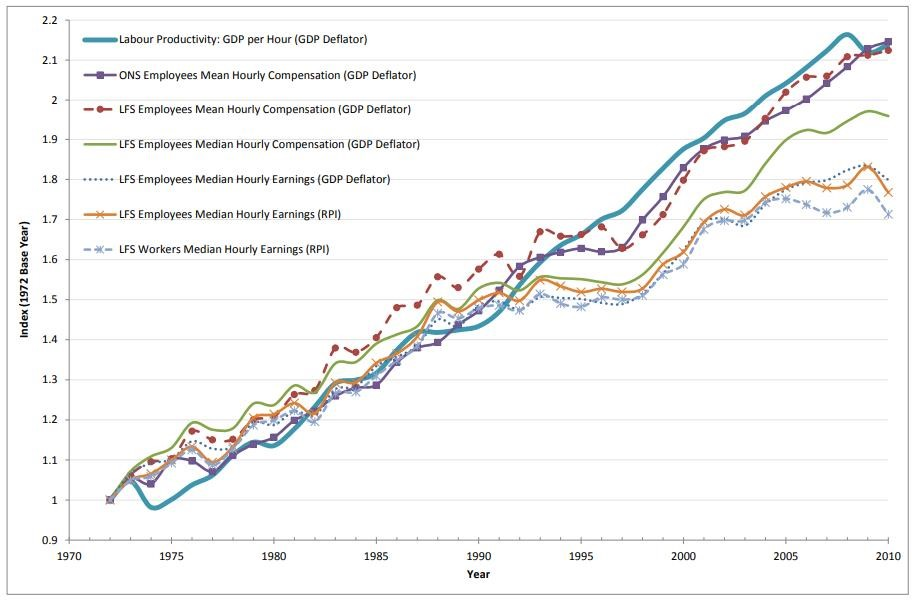 2.2
2.1
2
1.9
1.8
1.7
1.6
1.5
1.4
1.3
1.2
1.1
1
0.9
Index (1972 Base Year)
Labour Productivity: GDP per Hour (GDP Deflator)
ONS Employees Mean Hourly Compensation (GDP Deflator)
LFS Employees Mean Hourly Compensation (GDP Deflator)
LFS Employees Median Hourly Compensation (GDP Deflator)
LFS Employees Median Hourly Earnings (GDP Deflator)
LFS Employees Median Hourly Earnings (RPI)
LFS Workers Median Hourly Earnings (RPI)
1970 1975 1980 1985 1990 1995 2000 2005 2010
Year